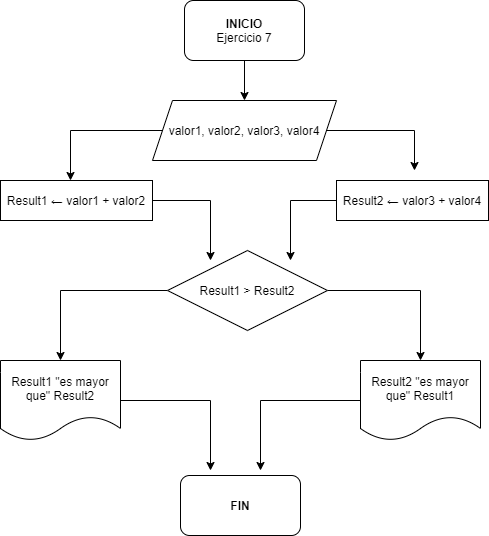 INICIO
Ejercicio 7
valor1, valor2, valor3, valor4
Result1 ← valor1 + valor2
Result2 ← valor3 + valor4
Result1 > Result2
Result1 "es mayor
que" Result2
Result2 "es mayor
que" Result1
FIN